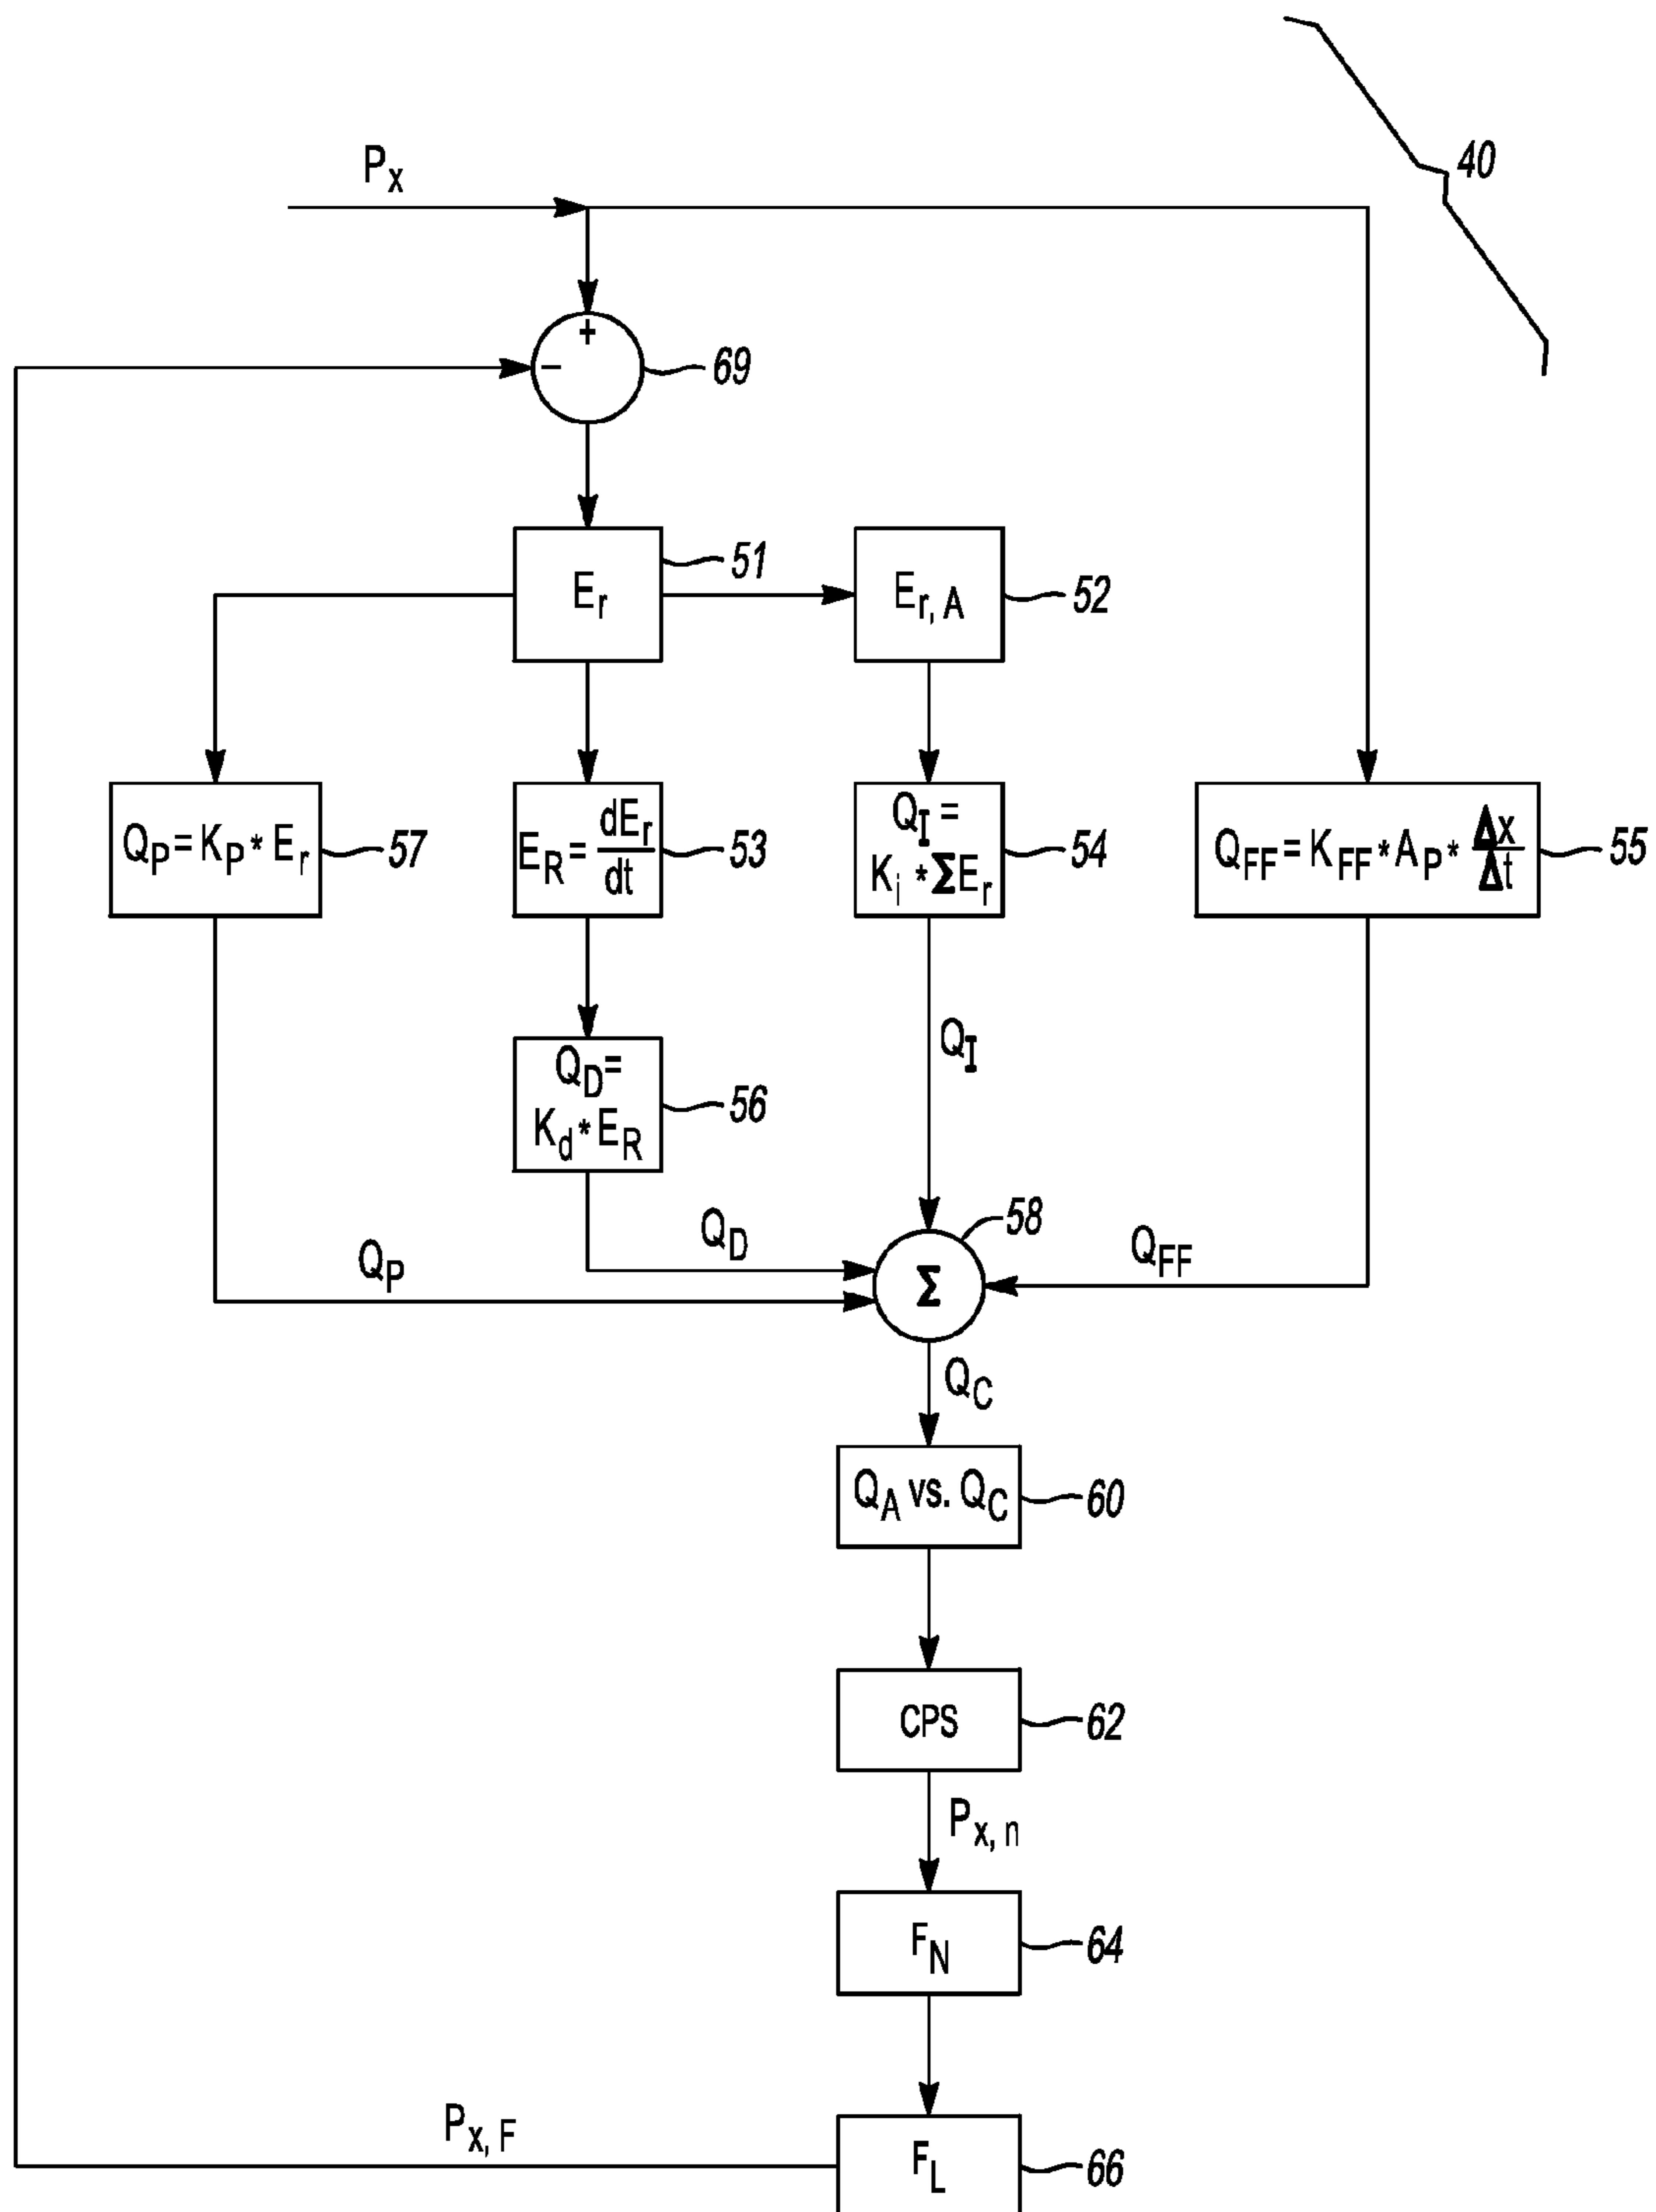 40
Px
+
−
69
Er
51
Er, A
52
QP = KP * Er
57
ER = dEr/dt
53
QI =
Ki * ΣEr
54
QFF = KFF * AP * Δx/Δt
55
QI
QD=
Kd * ER
56
58
QD
QFF
QP
Σ
QC
QA vs. QC
60
CPS
62
Px, n
FN
64
Px, F
FL
66